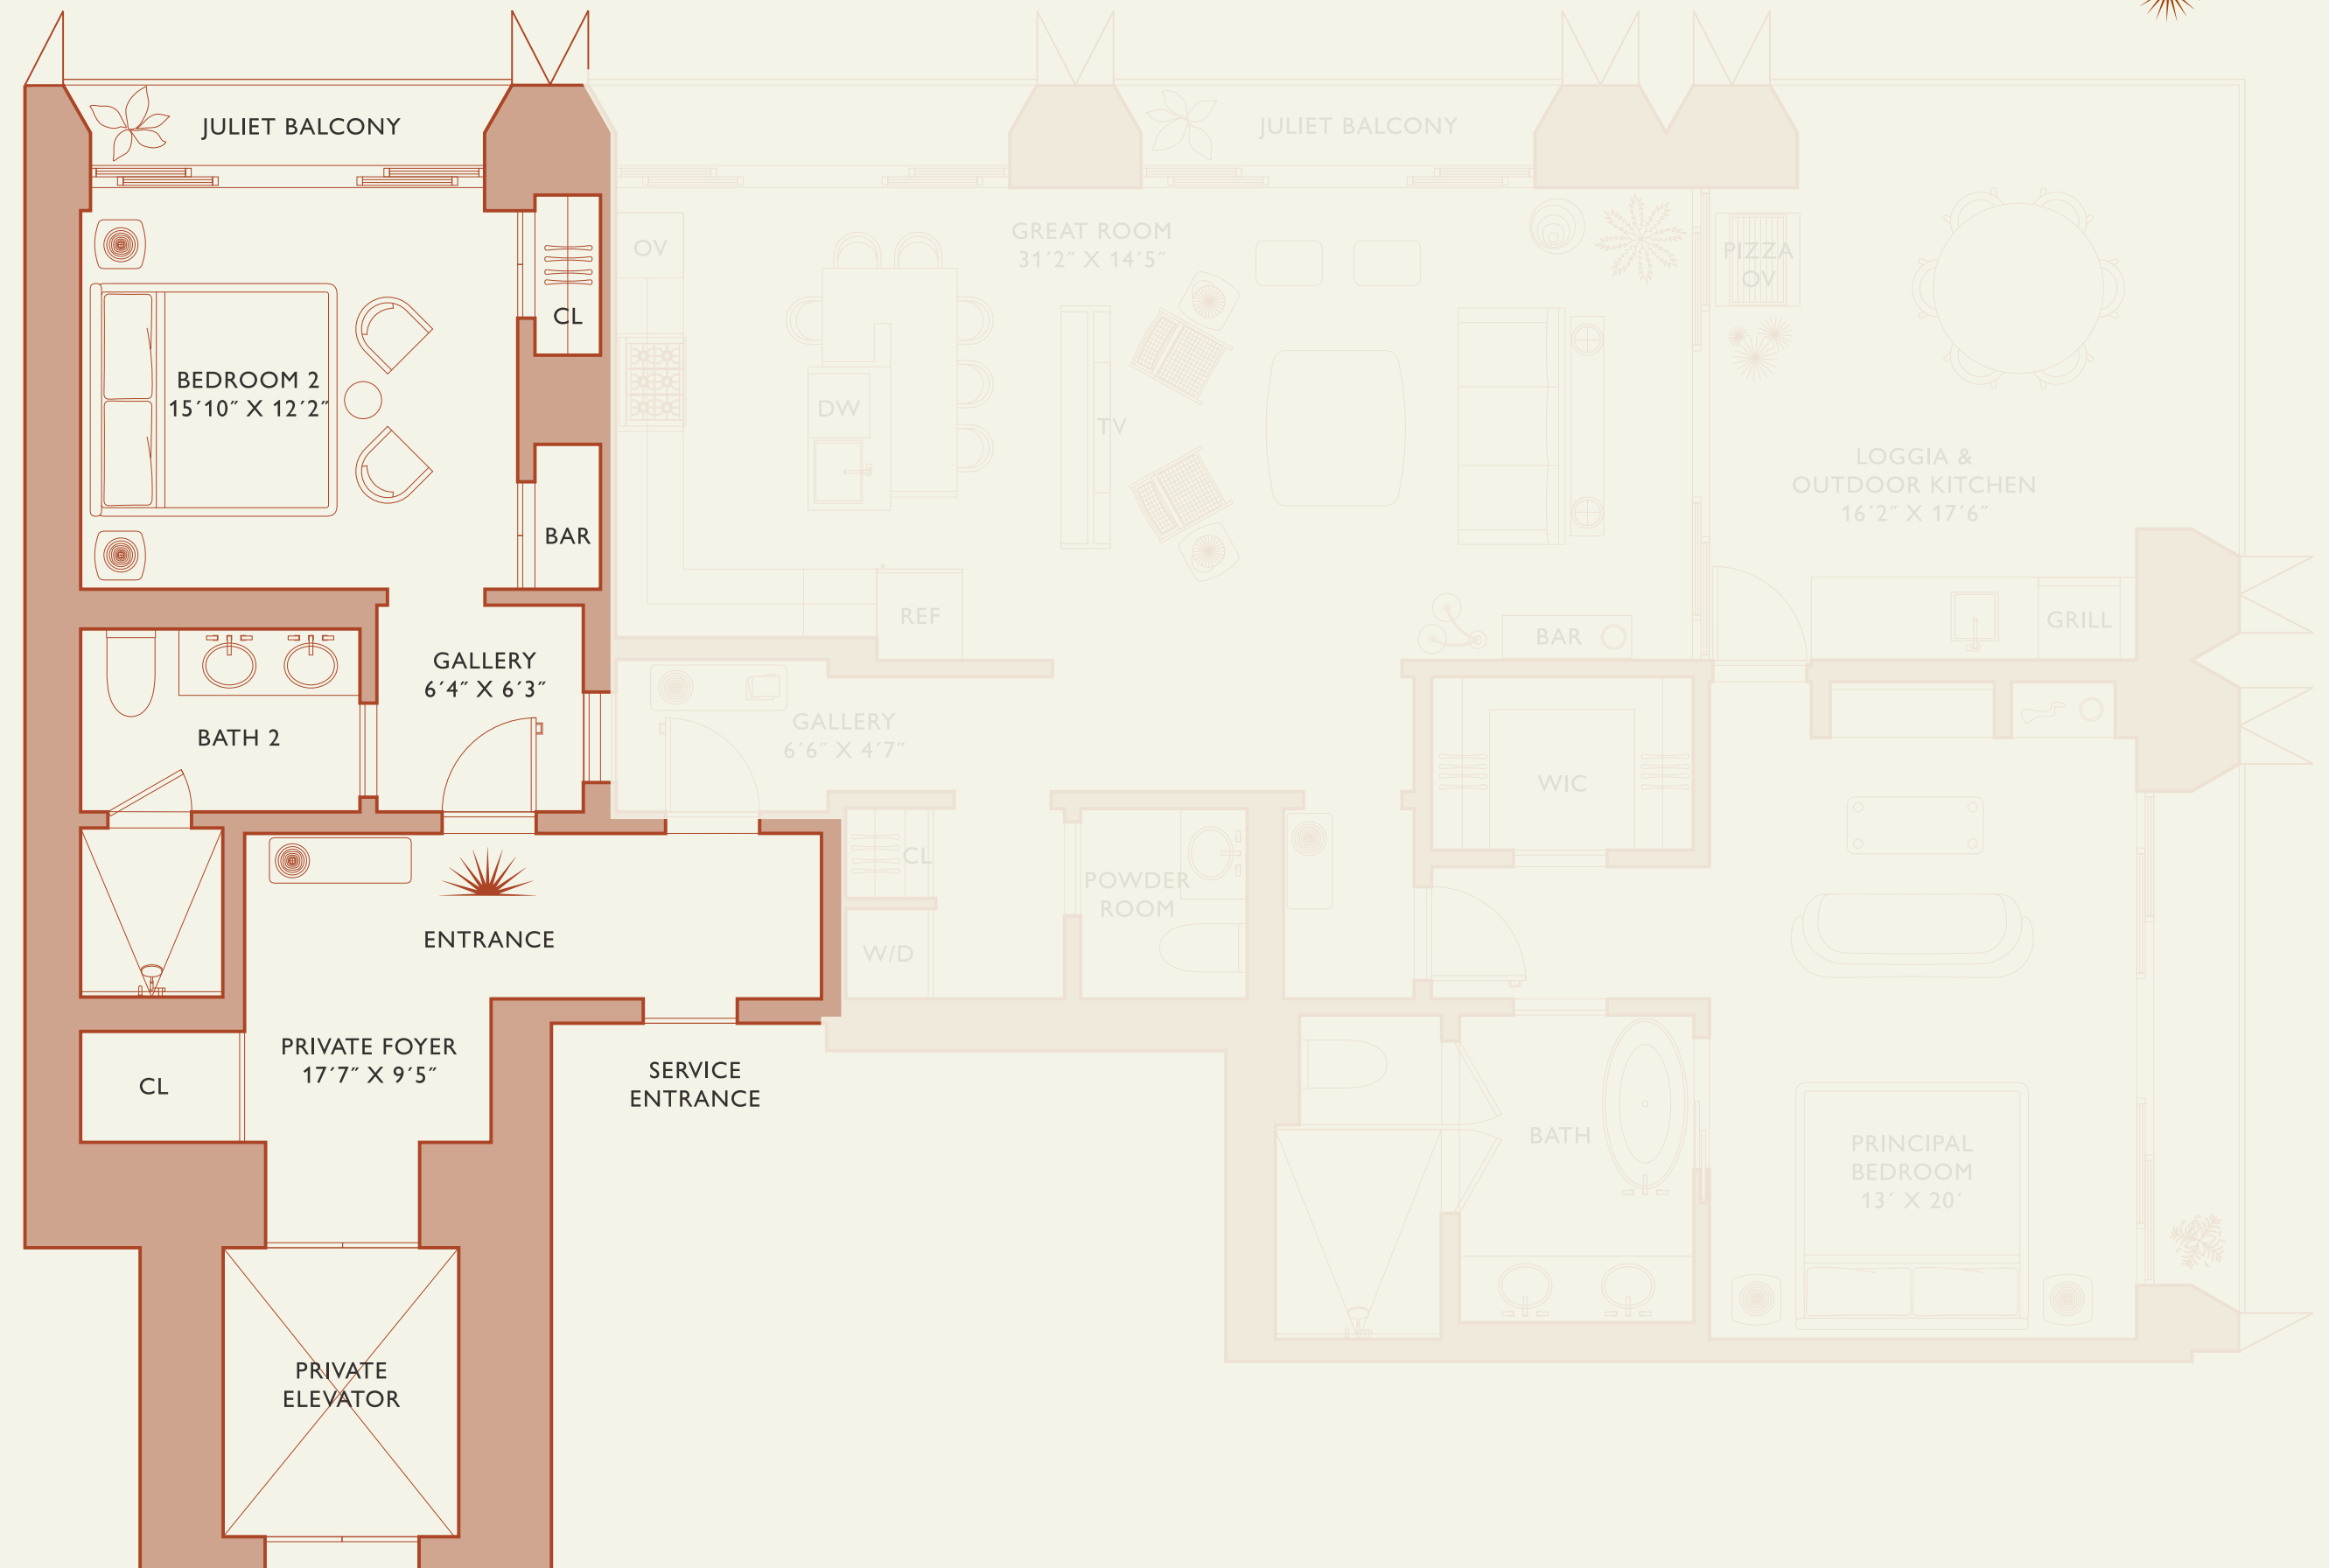 JULIET BALCONY
JULIET BALCONY
GREAT ROOM
31´2˝ X 14´5˝
OV
PIZZA
OV
CL
BEDROOM 2
15´10˝ X 12´2˝
DW
TV
LOGGIA &
OUTDOOR KITCHEN
16´2˝ X 17´6˝
BAR
REF
BAR
GRILL
GALLERY
6´4˝ X 6´3˝
GALLERY
6´6˝ X 4´7˝
BATH 2
WIC
CL
POWDER
ROOM
ENTRANCE
W/D
PRIVATE FOYER
17´7˝ X 9´5˝
CL
SERVICE
ENTRANCE
BATH
PRINCIPAL
BEDROOM
13´ X 20´
PRIVATE
ELEVATOR